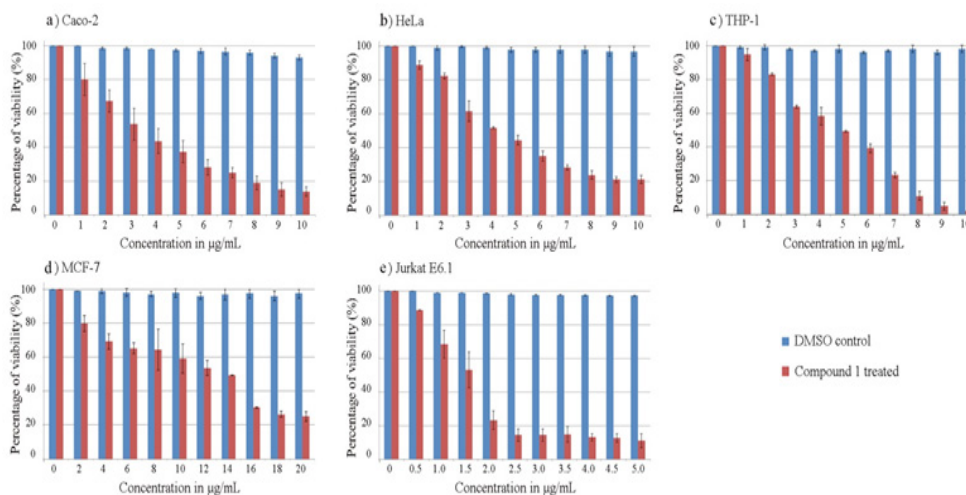 a) Caco-2
Percentage of viability (%)
100
80
60
40
20
0
0 1 2 3 4 5 6 7 8 9 10
Concentration in µg/mL
b) HeLa
Percentage of viability (%)
100
80
60
40
20
0
0 1 2 3 4 5 6 7 8 9 10
Concentration in µg/mL
c) THP-1
Percentage of viability (%)
100
80
60
40
20
0
0 1 2 3 4 5 6 7 8 9 10
Concentration in µg/mL
d) MCF-7
Percentage of viability (%)
100
80
60
40
20
0
0 2 4 6 8 10 12 14 16 18 20
Concentration in µg/mL
e) Jurkat E6.1
Percentage of viability (%)
100
80
60
40
20
0
0 0.5 1.0 1.5 2.0 2.5 3.0 3.5 4.0 4.5 5.0
Concentration in µg/mL
DMSO control
Compound 1 treated